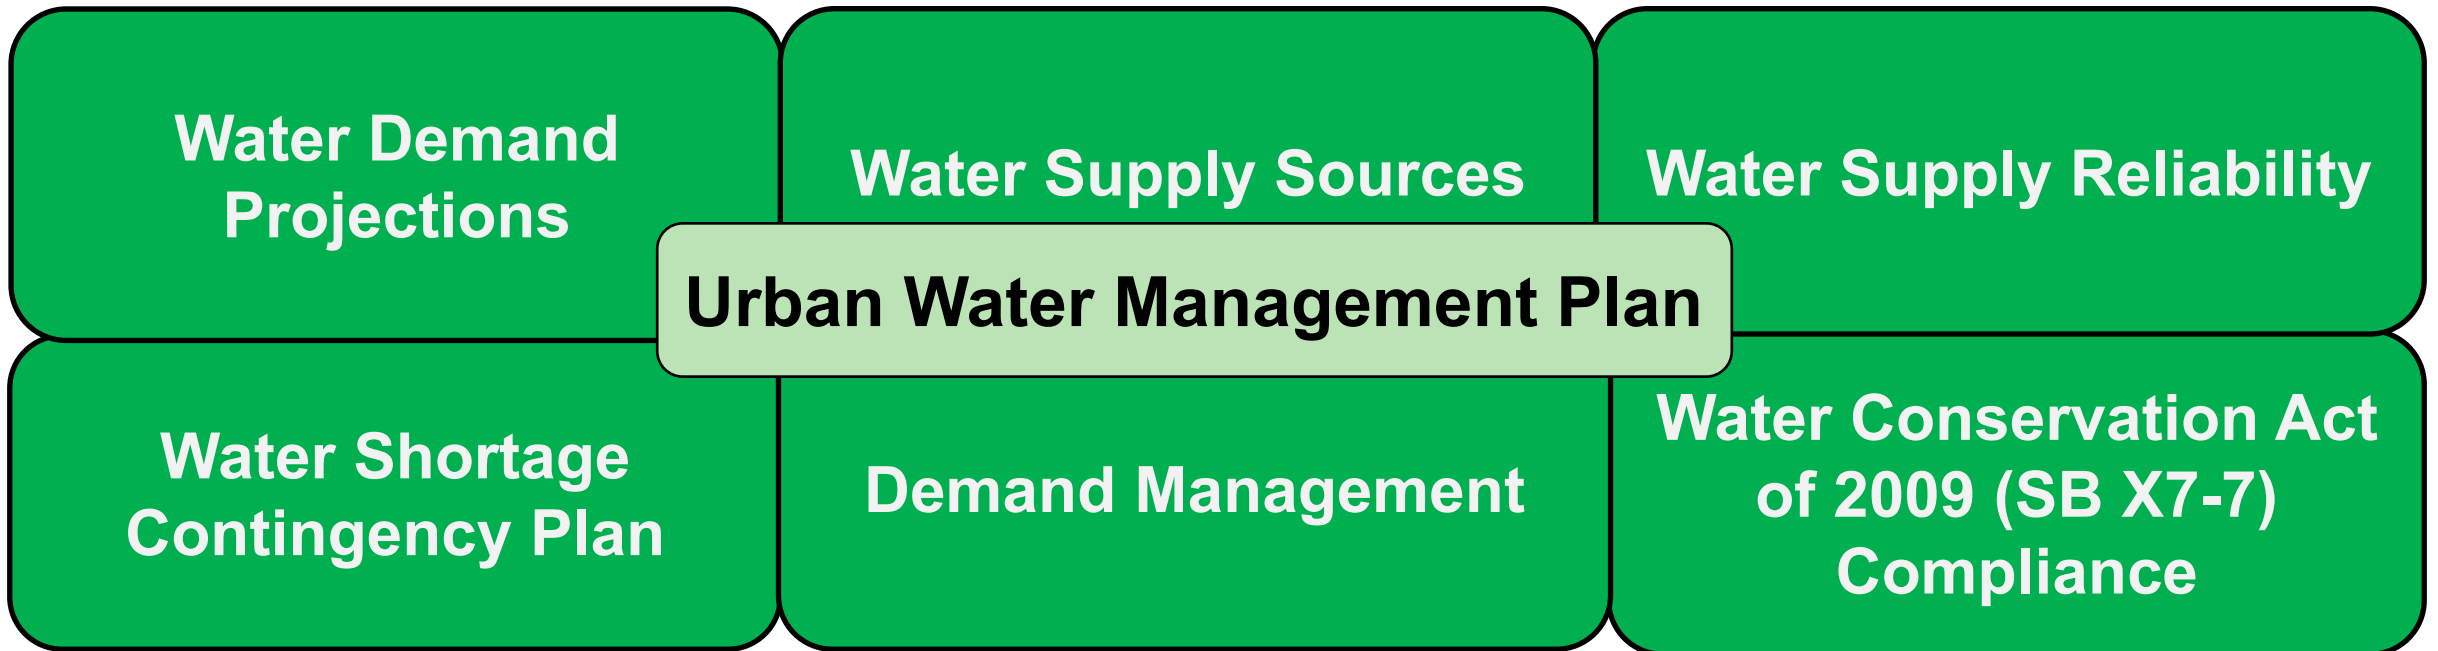 Water Demand
Projections
Water Supply Sources
Water Supply Reliability
Urban Water Management Plan
Water Shortage
Contingency Plan
Demand Management
Water Conservation Act
of 2009 (SB X7-7)
Compliance